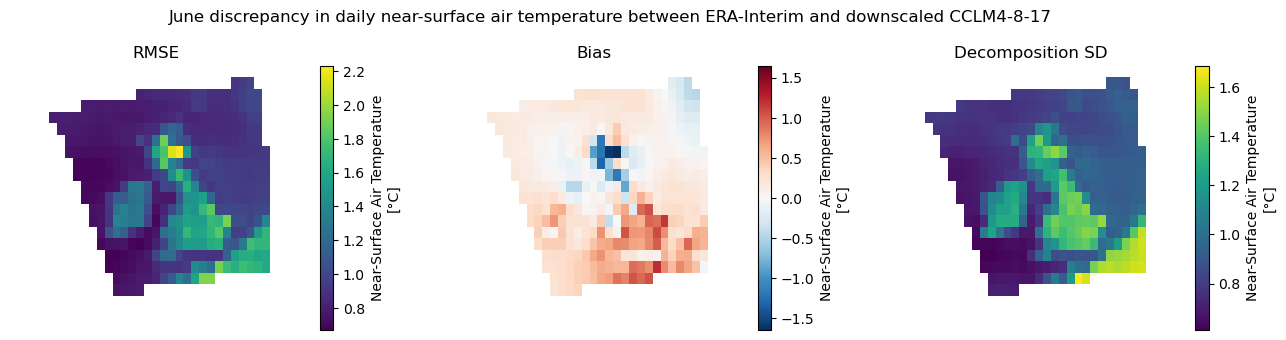 June discrepancy in daily near-surface air temperature between ERA-Interim and downscaled CCLM4-8-17
RMSE
2.2
2.0
1.8
1.6
1.4
1.2
1.0
0.8
Near-Surface Air Temperature
[°C]
Bias
1.5
1.0
0.5
0.0
−0.5
−1.0
−1.5
Near-Surface Air Temperature
[°C]
Decomposition SD
1.6
1.4
1.2
1.0
0.8
Near-Surface Air Temperature
[°C]